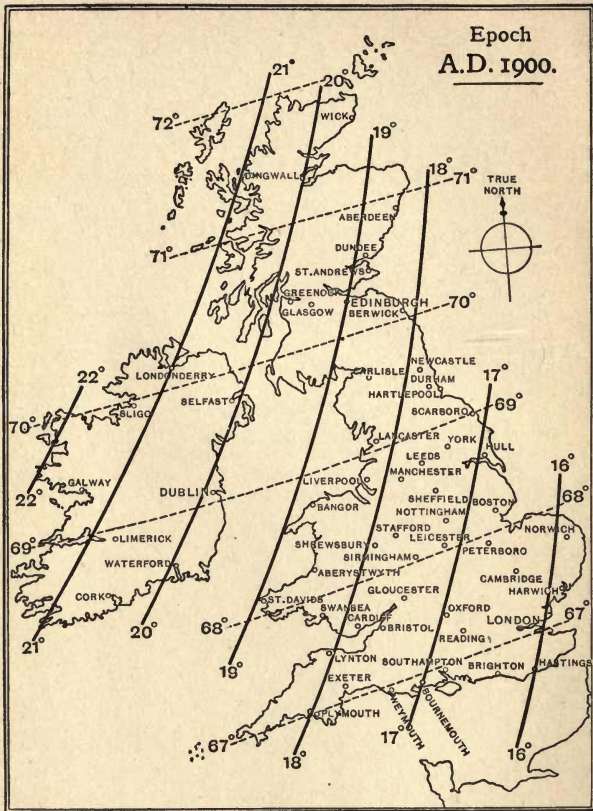 Epoch
A.D. 1900.
21°
20°
72°
WICK
19°
DINGWALL
18°
71°
TRUE
NORTH
ABERDEEN
71°
DUNDEE
ST. ANDREWS
GREENOCK
EDINBURGH
70°
GLASGOW
BERWICK
LONDONDERRY
CARLISLE
NEWCASTLE
DURHAM
22°
17°
HARTLEPOOL
70°
SLIGO
SELFAST
SCARBORO
69°
LANCASTER
YORK
HULL
LEEDS
16°
GALWAY
LIVERPOOL
MANCHESTER
22°
DUBLIN
SHEFFIELD
BOSTON
68°
BANGOR
NOTTINGHAM
69°
LIMERICK
STAFFORD
NORWICH
SHREWSBURY
LEICESTER
PETERBORO
BIRMINGHAM
WATERFORD
ABERYSTWYTH
CAMBRIDGE
HARWICH
CORK
ST. DAVIDS
GLOUCESTER
SWANSEA
OXFORD
67°
20°
68°
CARDIFF
BRISTOL
LONDON
21°
READING
LYNTON
SOUTHAMPTON
BRIGHTON
HASTINGS
19°
EXETER
PLYMOUTH
WEYMOUTH
BOURNEMOUTH
67°
17°
16°
18°